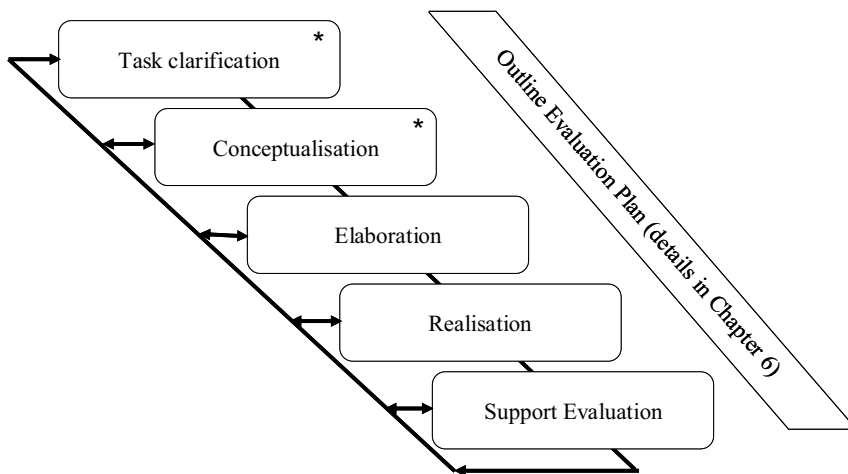 *
Task clarification
*
Conceptualisation
Elaboration
Realisation
Support Evaluation
Outline Evaluation Plan (details in Chapter 6)